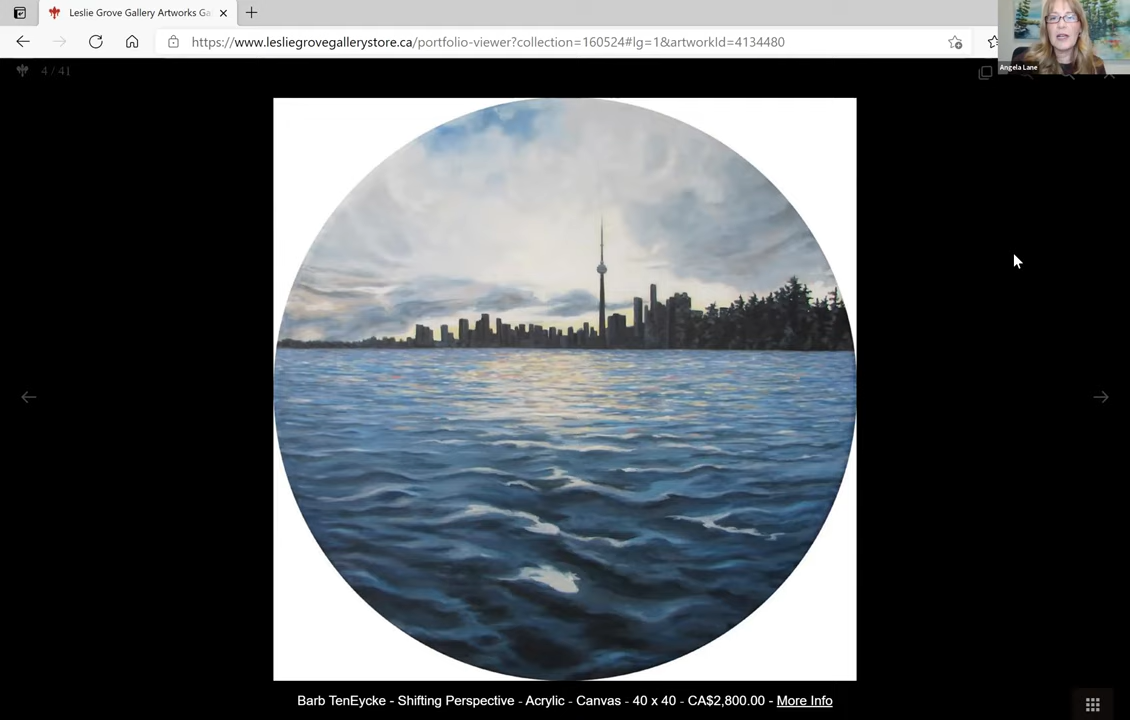 Leslie Grove Gallery Artworks Ga
https://www.lesliegrovegallerystore.ca/portfolio-viewer?collection=160524#lg=1&artworkId=4134480
Angela Lane
4 / 41
Barb TenEycke - Shifting Perspective - Acrylic - Canvas - 40 x 40 - CA$2,800.00 - More Info